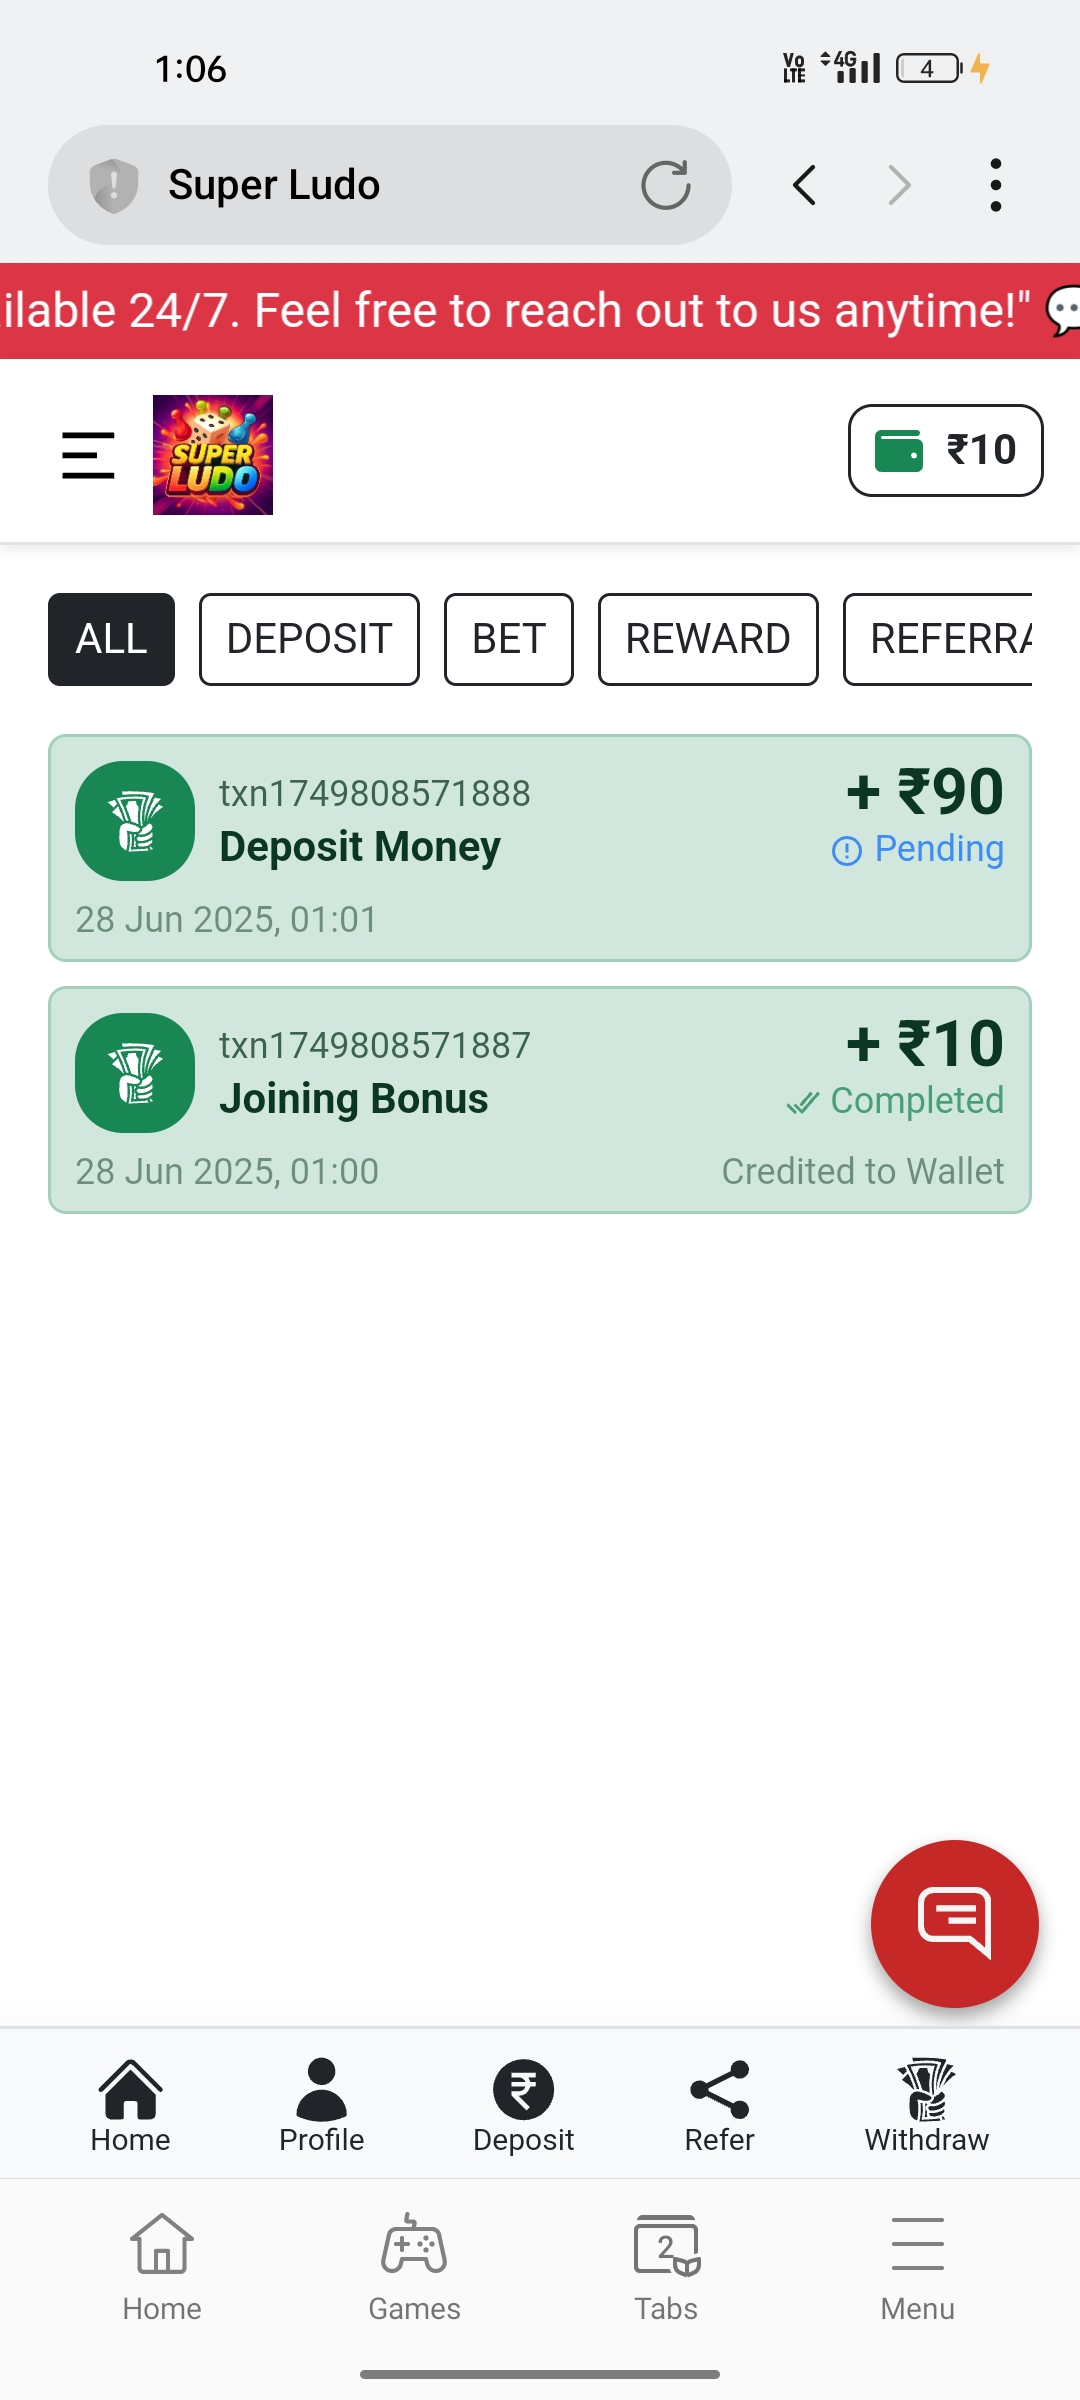 1:06
Vo LTE 4G 4
Super Ludo
ilable 24/7. Feel free to reach out to us anytime!" 💬
SUPER
LUDO
₹10
ALL DEPOSIT BET REWARD REFERRA
txn1749808571888 + ₹90
Deposit Money Pending
28 Jun 2025, 01:01
txn1749808571887 + ₹10
Joining Bonus Completed
28 Jun 2025, 01:00 Credited to Wallet
Home Profile Deposit Refer Withdraw
2
Home Games Tabs Menu